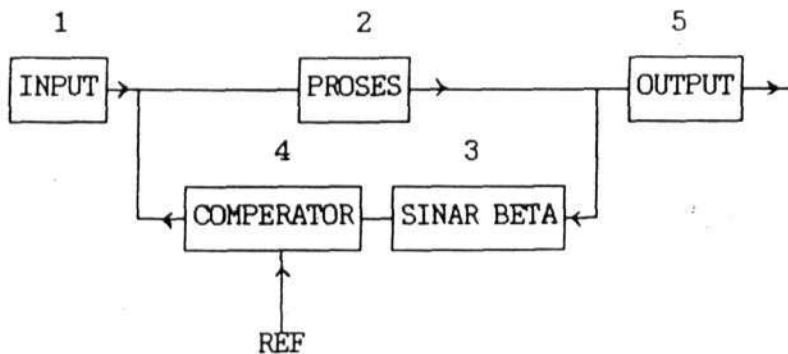 1 2 5
INPUT PROSES OUTPUT
4 3
COMPERATOR SINAR BETA
REF